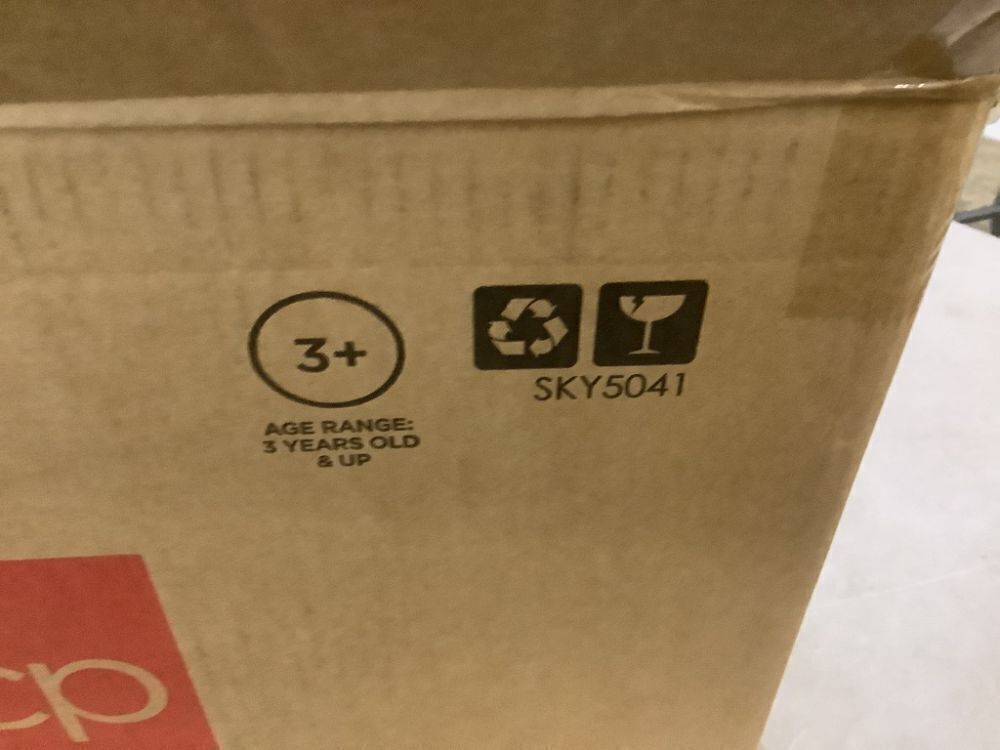 3+
AGE RANGE:
3 YEARS OLD
& UP
SKY5041
cp